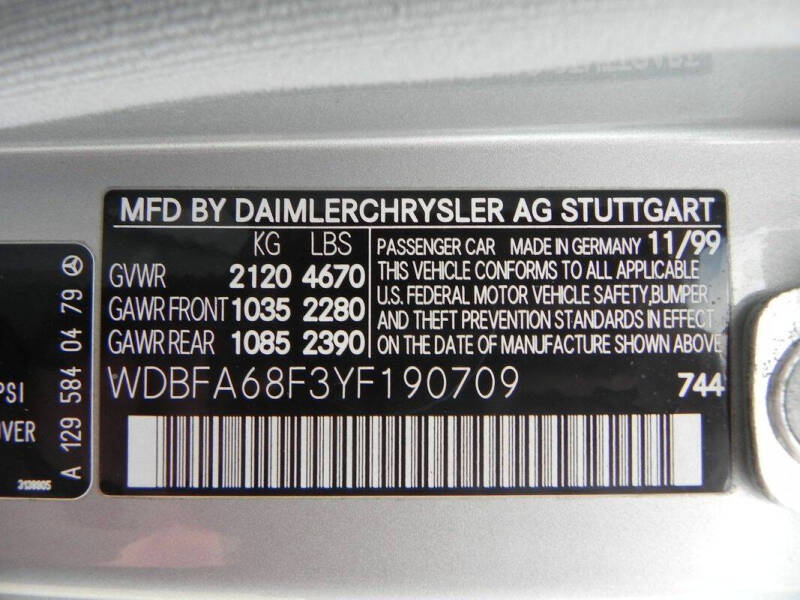 MFD BY DAIMLERCHRYSLER AG STUTTGART
KG LBS
GVWR 2120 4670
GAWR FRONT 1035 2280
GAWR REAR 1085 2390
PASSENGER CAR MADE IN GERMANY 11/99
THIS VEHICLE CONFORMS TO ALL APPLICABLE
U.S. FEDERAL MOTOR VEHICLE SAFETY, BUMPER
AND THEFT PREVENTION STANDARDS IN EFFECT
ON THE DATE OF MANUFACTURE SHOWN ABOVE
WDBFA68F3YF190709 744
PSI
OVER
A 129 584 04 79
3139905